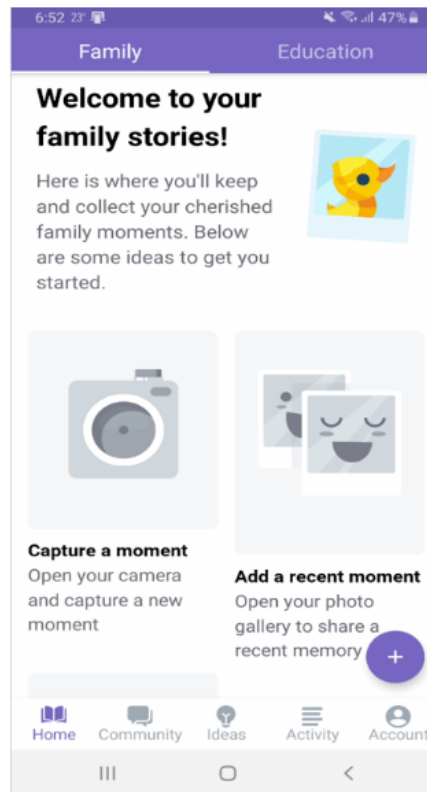 6:52 23° 47%
Family Education
Welcome to your
family stories!
Here is where you'll keep
and collect your cherished
family moments. Below
are some ideas to get you
started.
Capture a moment
Open your camera
and capture a new
moment
Add a recent moment
Open your photo
gallery to share a
recent memory
+
Home Community Ideas Activity Account